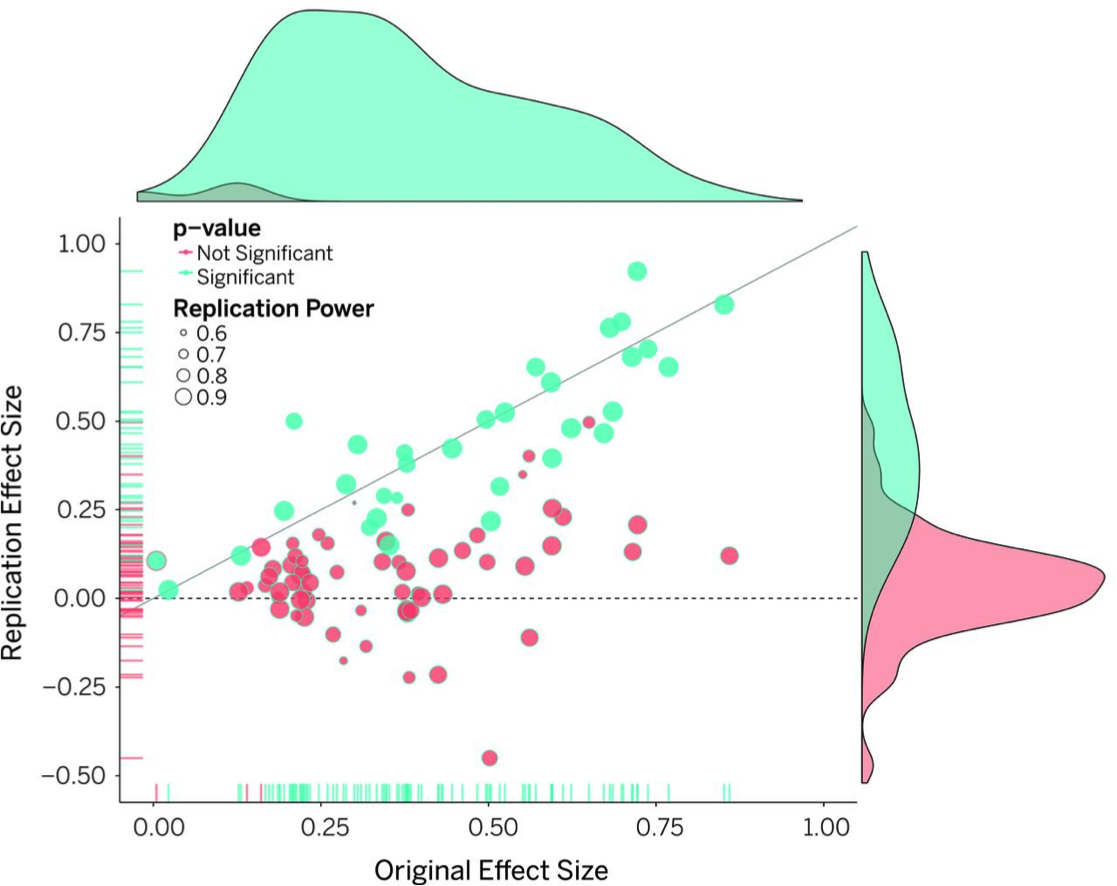 p−value
Not Significant
Significant
Replication Power
0.6
0.7
0.8
0.9
1.00
0.75
0.50
0.25
0.00
−0.25
−0.50
Replication Effect Size
0.00 0.25 0.50 0.75 1.00
Original Effect Size